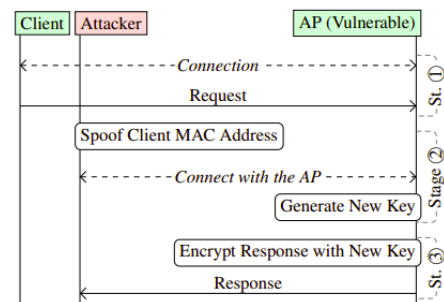 Client Attacker AP (Vulnerable)
Connection
St. ①
Request
Spoof Client MAC Address
Stage ②
Connect with the AP
Generate New Key
Encrypt Response with New Key
St. ③
Response